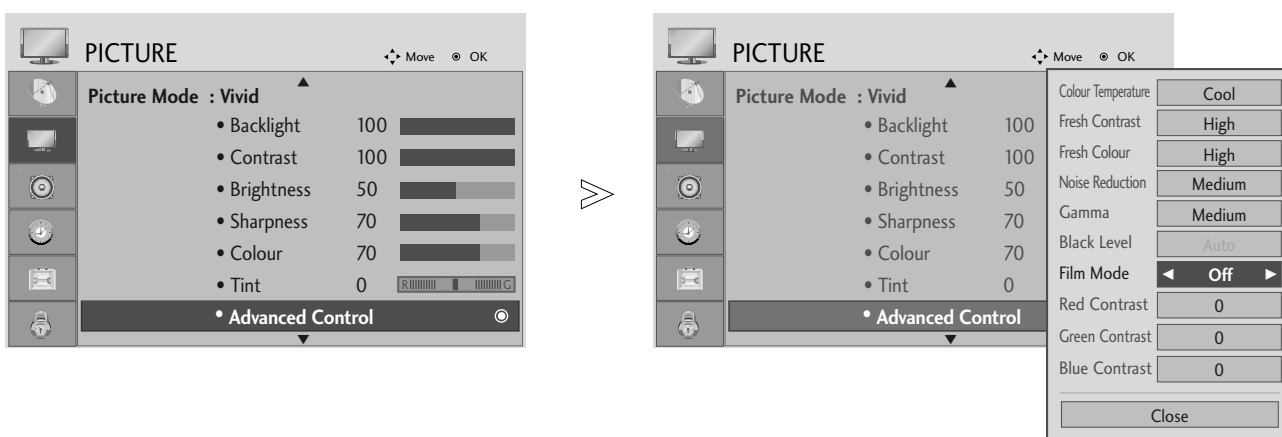 PICTURE
Move OK
Picture Mode : Vivid
• Backlight 100
• Contrast 100
• Brightness 50
• Sharpness 70
• Colour 70
• Tint 0 R G
• Advanced Control
PICTURE
Move OK
Picture Mode : Vivid
• Backlight 100
• Contrast 100
• Brightness 50
• Sharpness 70
• Colour 70
• Tint 0
• Advanced Control
Colour Temperature Cool
Fresh Contrast High
Fresh Colour High
Noise Reduction Medium
Gamma Medium
Black Level Auto
Film Mode ◄ Off ►
Red Contrast 0
Green Contrast 0
Blue Contrast 0
Close